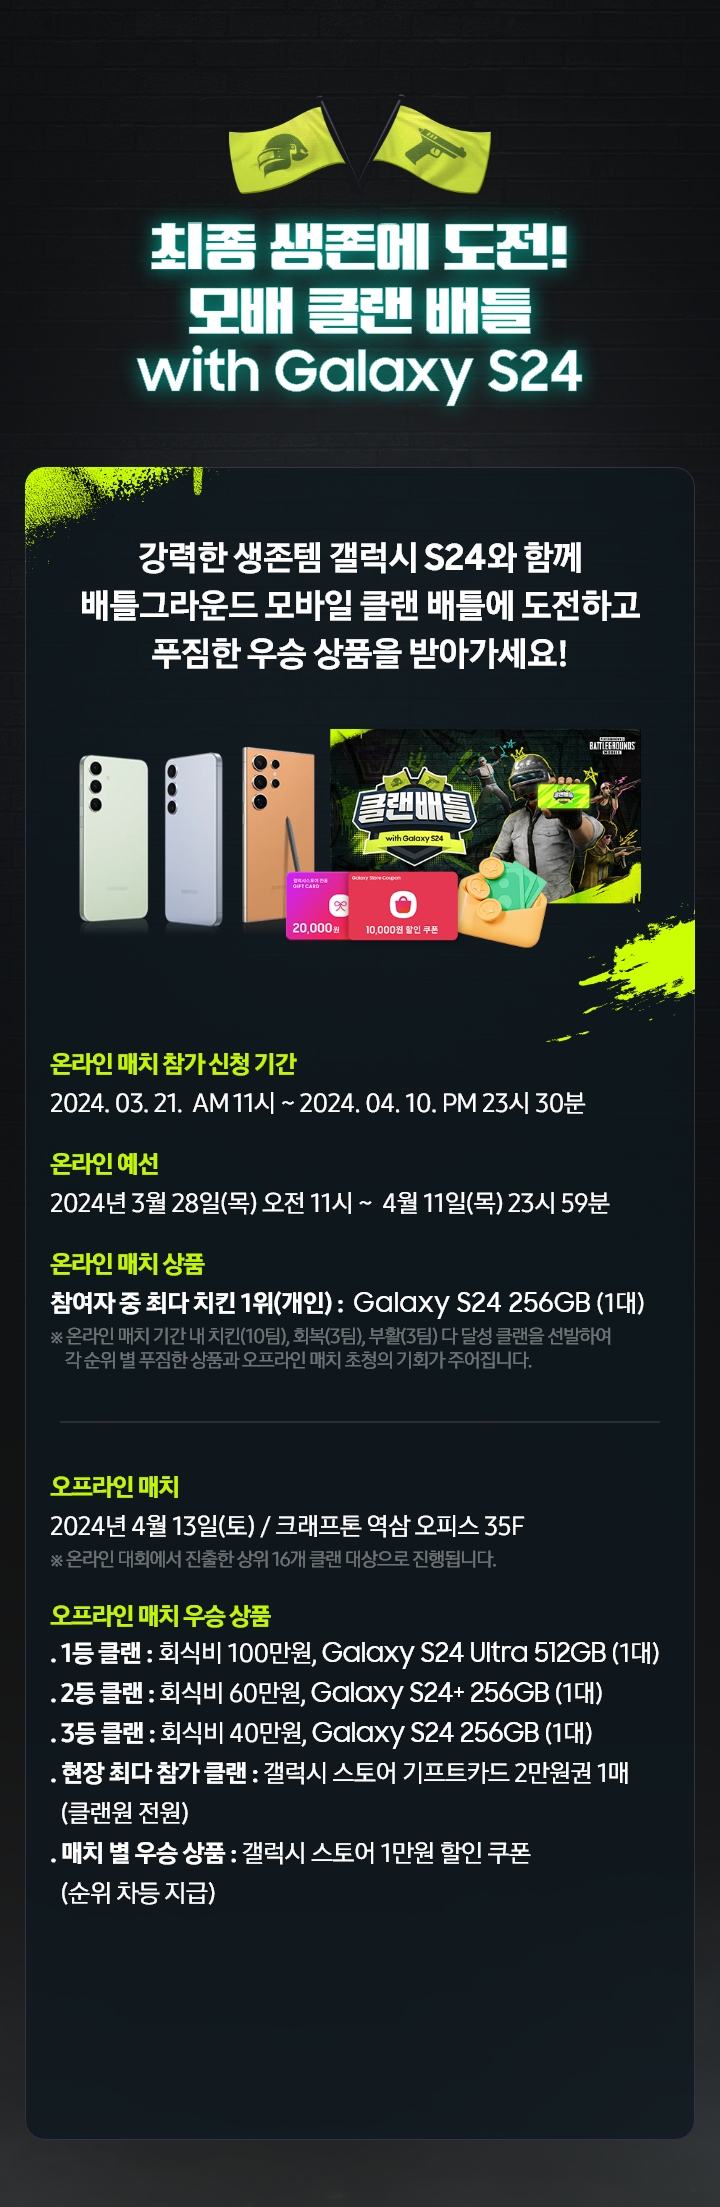 최종 생존에 도전!
모배 클랜 배틀
with Galaxy S24
강력한 생존템 갤럭시 S24와 함께
배틀그라운드 모바일 클랜 배틀에 도전하고
푸짐한 우승 상품을 받아가세요!
BATTLEGROUNDS
MOBILE
클랜배틀
with Galaxy S24
갤럭시스토어 전용
GIFT CARD
20,000원
Galaxy Store Coupon
10,000원 할인 쿠폰
온라인 매치 참가 신청 기간
2024. 03. 21. AM 11시 ~ 2024. 04. 10. PM 23시 30분
온라인 예선
2024년 3월 28일(목) 오전 11시 ~ 4월 11일(목) 23시 59분
온라인 매치 상품
참여자 중 최다 치킨 1위(개인) : Galaxy S24 256GB (1대)
※ 온라인 매치 기간 내 치킨(10팀), 회복(3팀), 부활(3팀) 다 달성 클랜을 선발하여
각 순위 별 푸짐한 상품과 오프라인 매치 초청의 기회가 주어집니다.
오프라인 매치
2024년 4월 13일(토) / 크래프톤 역삼 오피스 35F
※ 온라인 대회에서 진출한 상위 16개 클랜 대상으로 진행됩니다.
오프라인 매치 우승 상품
. 1등 클랜 : 회식비 100만원, Galaxy S24 Ultra 512GB (1대)
. 2등 클랜 : 회식비 60만원, Galaxy S24+ 256GB (1대)
. 3등 클랜 : 회식비 40만원, Galaxy S24 256GB (1대)
. 현장 최다 참가 클랜 : 갤럭시 스토어 기프트카드 2만원권 1매
(클랜원 전원)
. 매치 별 우승 상품 : 갤럭시 스토어 1만원 할인 쿠폰
(순위 차등 지급)